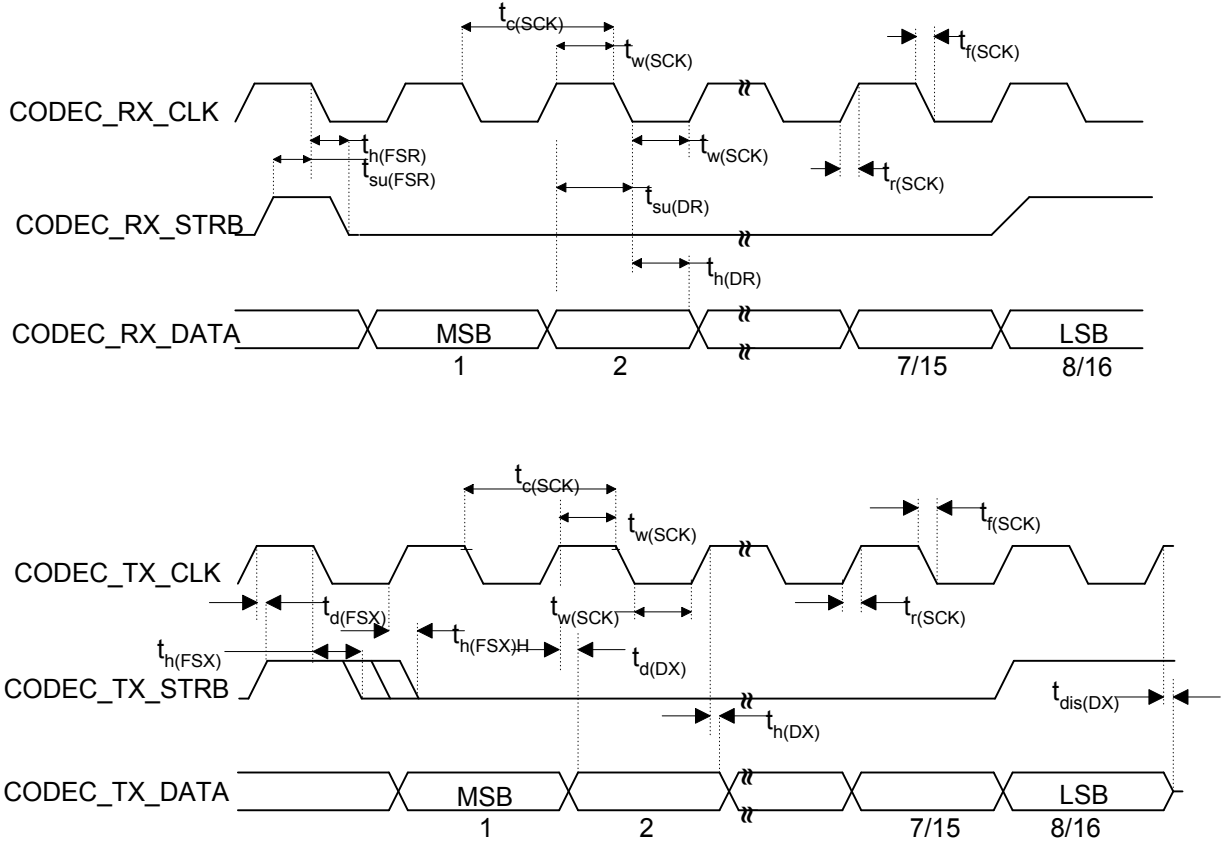 tc(SCK)
tw(SCK)
tf(SCK)
CODEC_RX_CLK
th(FSR)
tsu(FSR)
tw(SCK)
tr(SCK)
tsu(DR)
CODEC_RX_STRB
th(DR)
CODEC_RX_DATA
MSB
LSB
1
2
7/15
8/16
tc(SCK)
tw(SCK)
tf(SCK)
CODEC_TX_CLK
td(FSX)
tw(SCK)
tr(SCK)
th(FSX)
th(FSX)H
td(DX)
CODEC_TX_STRB
tdis(DX)
th(DX)
CODEC_TX_DATA
MSB
LSB
1
2
7/15
8/16